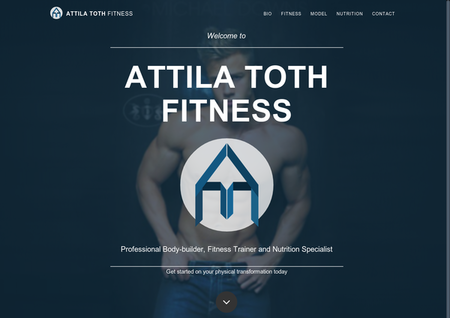 ATTILA TOTH FITNESS
BIO FITNESS MODEL NUTRITION CONTACT
Welcome to
ATTILA TOTH
FITNESS
Professional Body-builder, Fitness Trainer and Nutrition Specialist
Get started on your physical transformation today